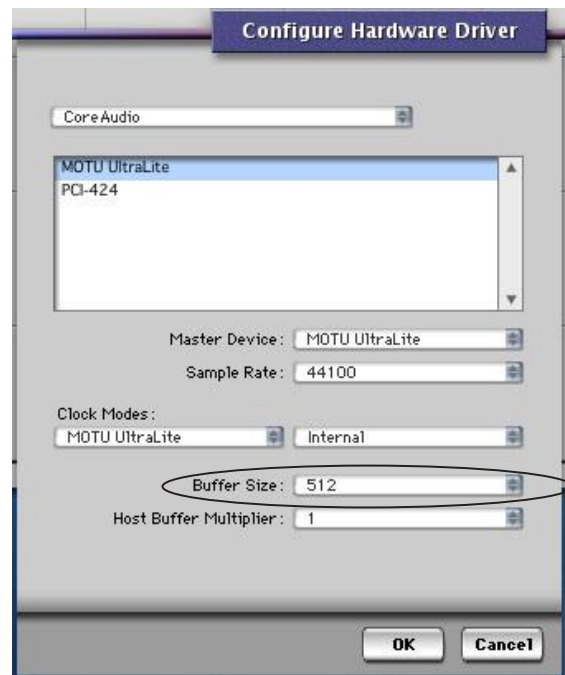 Configure Hardware Driver
CoreAudio
MOTU UltraLite
PCI-424
Master Device: MOTU UltraLite
Sample Rate: 44100
Clock Modes:
MOTU UltraLite Internal
Buffer Size: 512
Host Buffer Multiplier: 1
OK Cancel